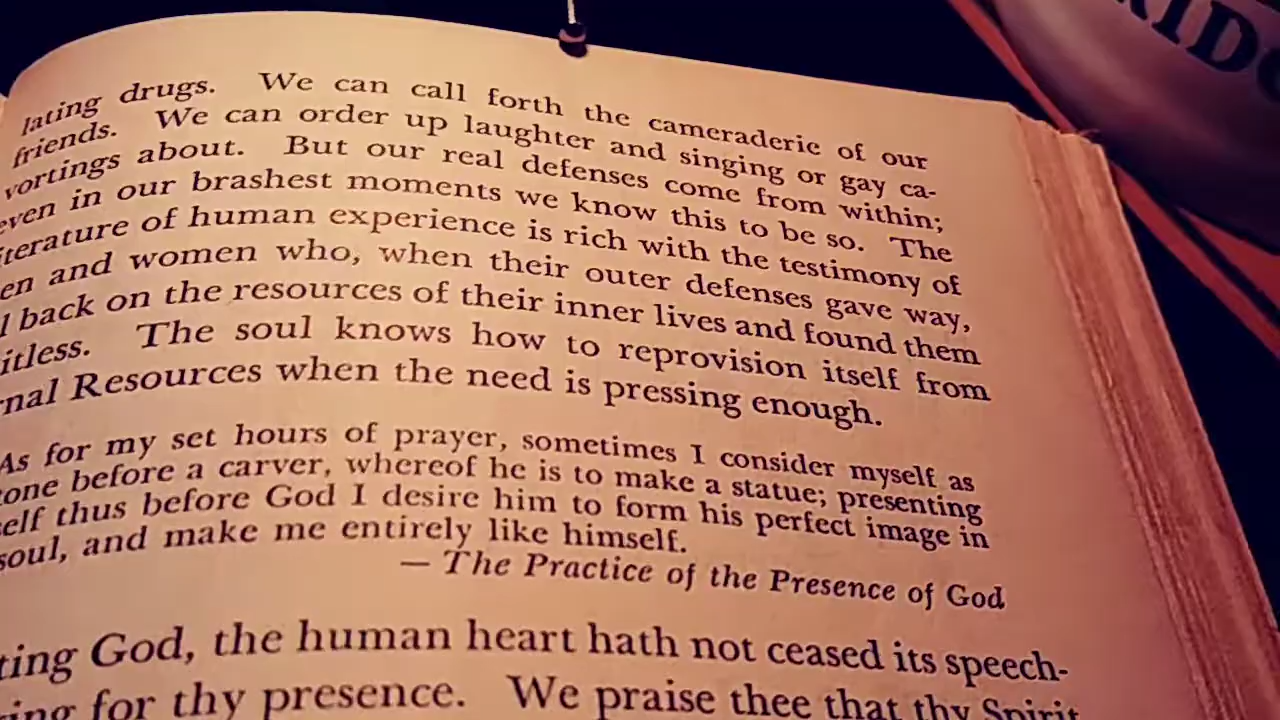 lating drugs. We can call forth the cameraderie of our
friends. We can order up laughter and singing or gay ca-
vortings about. But our real defenses come from within;
even in our brashest moments we know this to be so. The
iterature of human experience is rich with the testimony of
en and women who, when their outer defenses gave way,
l back on the resources of their inner lives and found them
itless. The soul knows how to reprovision itself from
rnal Resources when the need is pressing enough.
As for my set hours of prayer, sometimes I consider myself as
tone before a carver, whereof he is to make a statue; presenting
self thus before God I desire him to form his perfect image in
soul, and make me entirely like himself.
— The Practice of the Presence of God
ting God, the human heart hath not ceased its speech-
ing for thy presence. We praise thee that thy Spirit